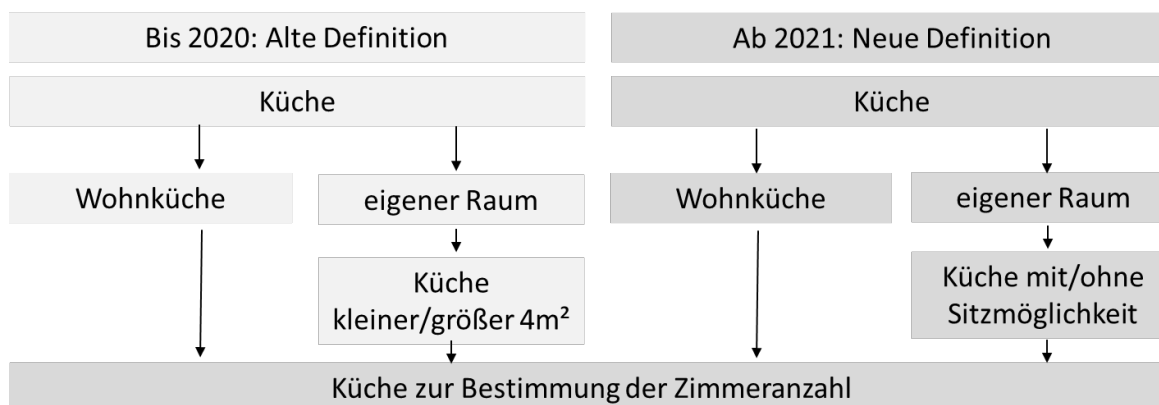 Bis 2020: Alte Definition
Küche
Wohnküche
eigener Raum
Küche
kleiner/größer 4m²
Ab 2021: Neue Definition
Küche
Wohnküche
eigener Raum
Küche mit/ohne
Sitzmöglichkeit
Küche zur Bestimmung der Zimmeranzahl